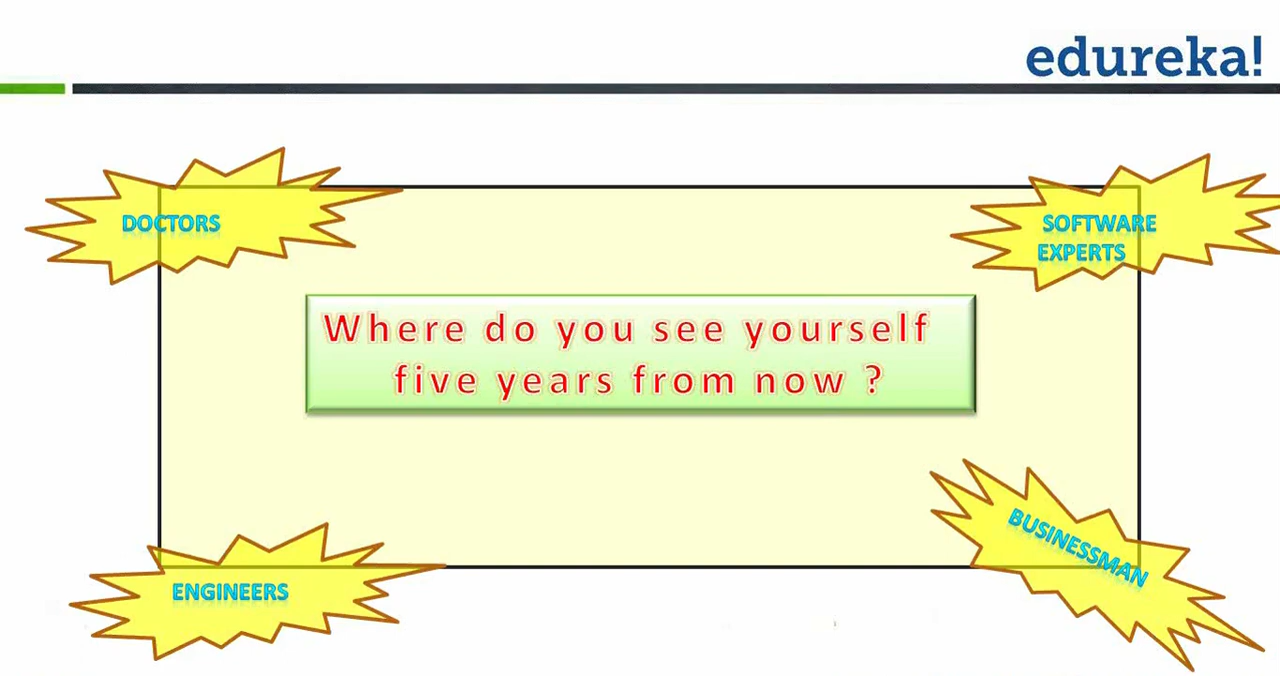 edureka!
DOCTORS
SOFTWARE
EXPERTS
Where do you see yourself
five years from now ?
BUSINESSMAN
ENGINEERS